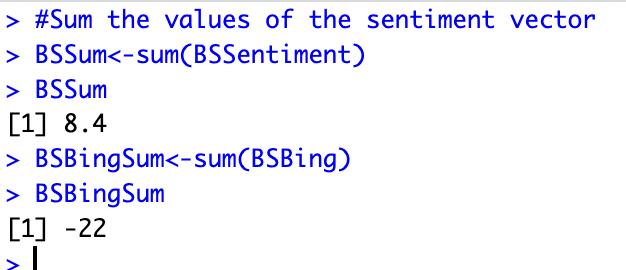 > #Sum the values of the sentiment vector
> BSSum<-sum(BSSentiment)
> BSSum
[1] 8.4
> BSBingSum<-sum(BSBing)
> BSBingSum
[1] -22
>